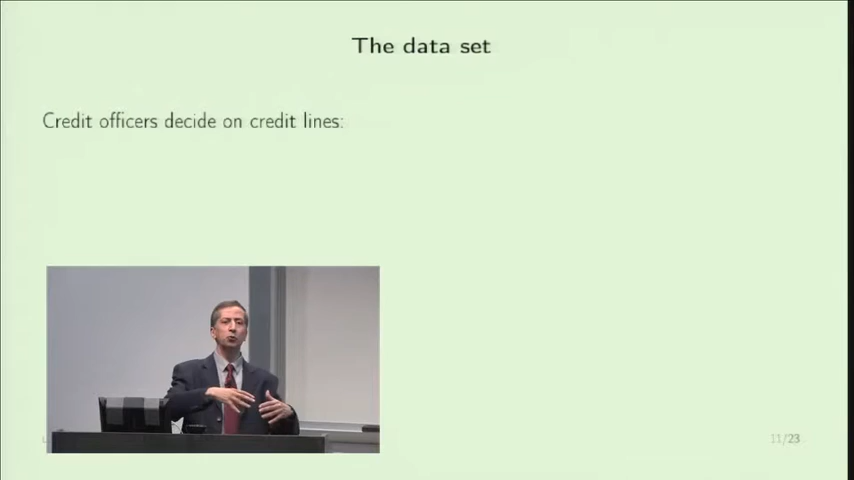 The data set
Credit officers decide on credit lines:
11/23